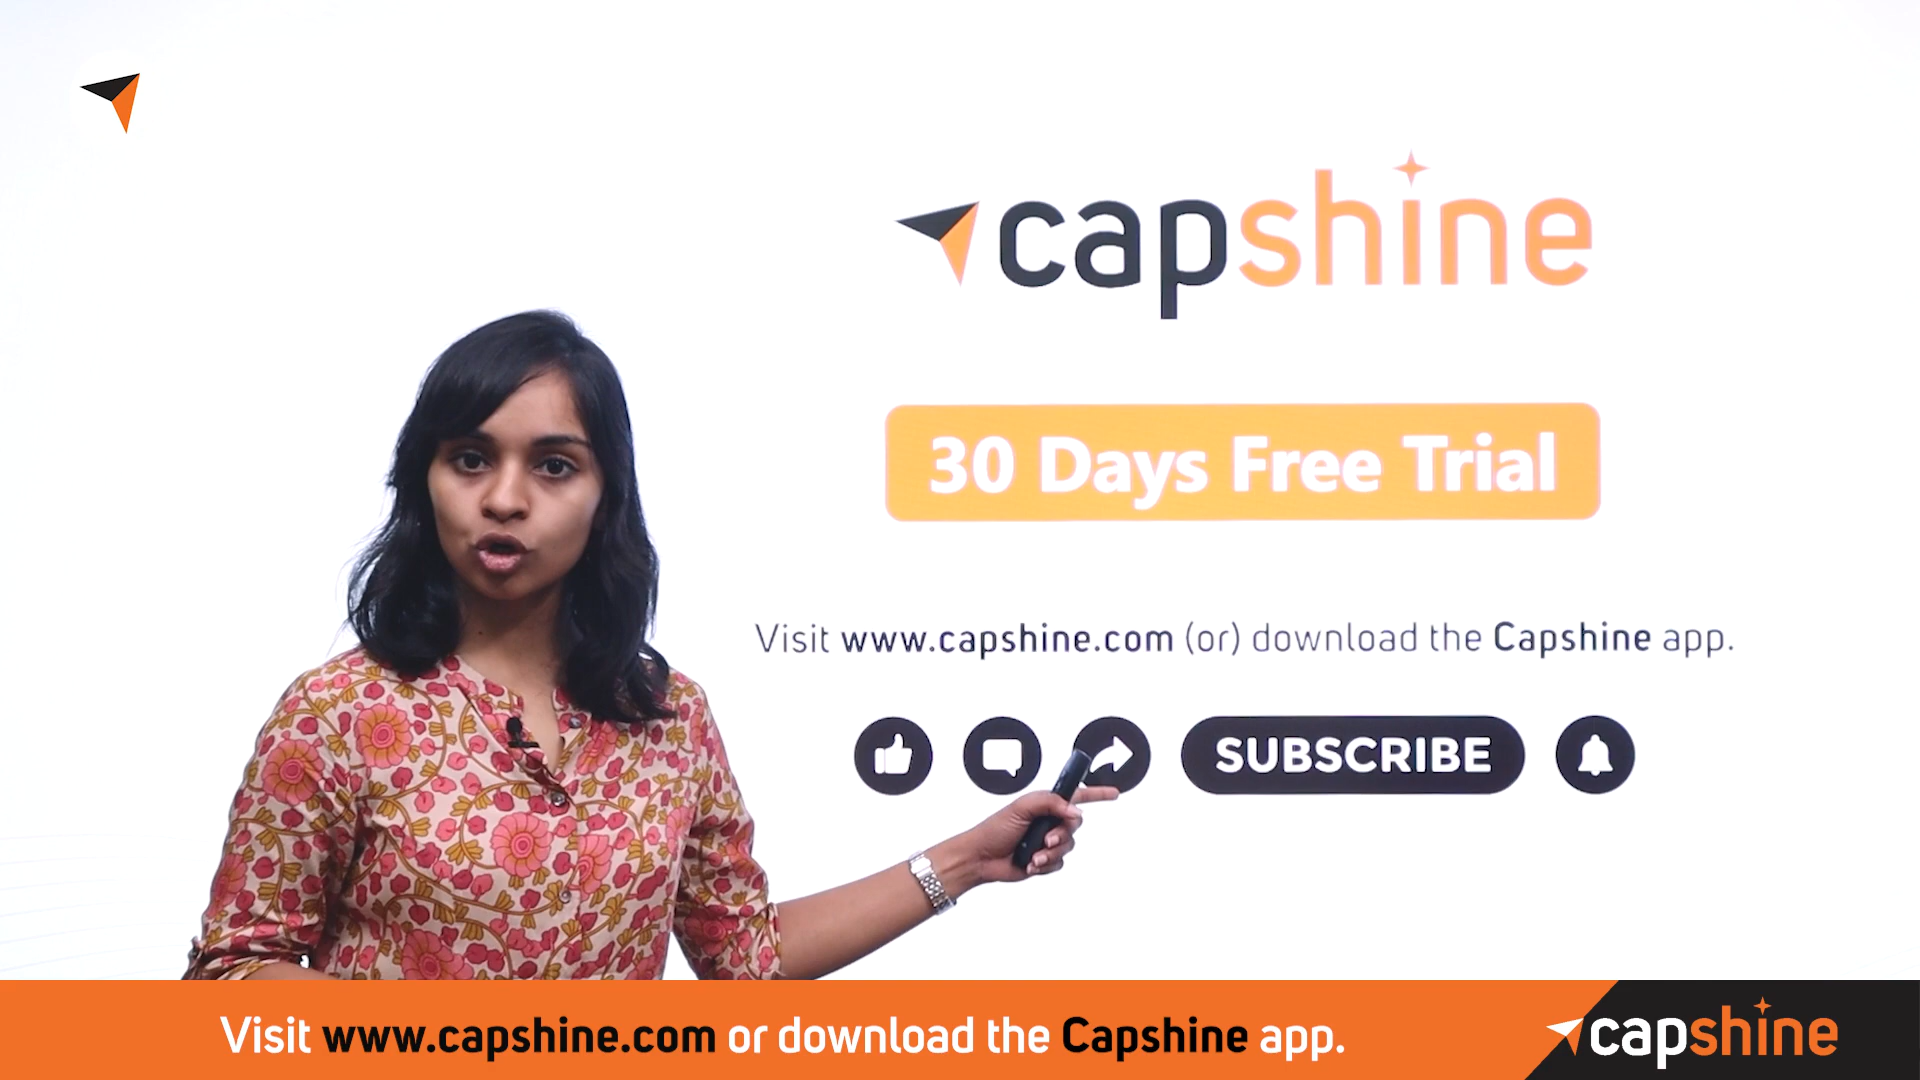 capshine
30 Days Free Trial
Visit www.capshine.com (or) download the Capshine app.
SUBSCRIBE
Visit www.capshine.com or download the Capshine app.
capshine